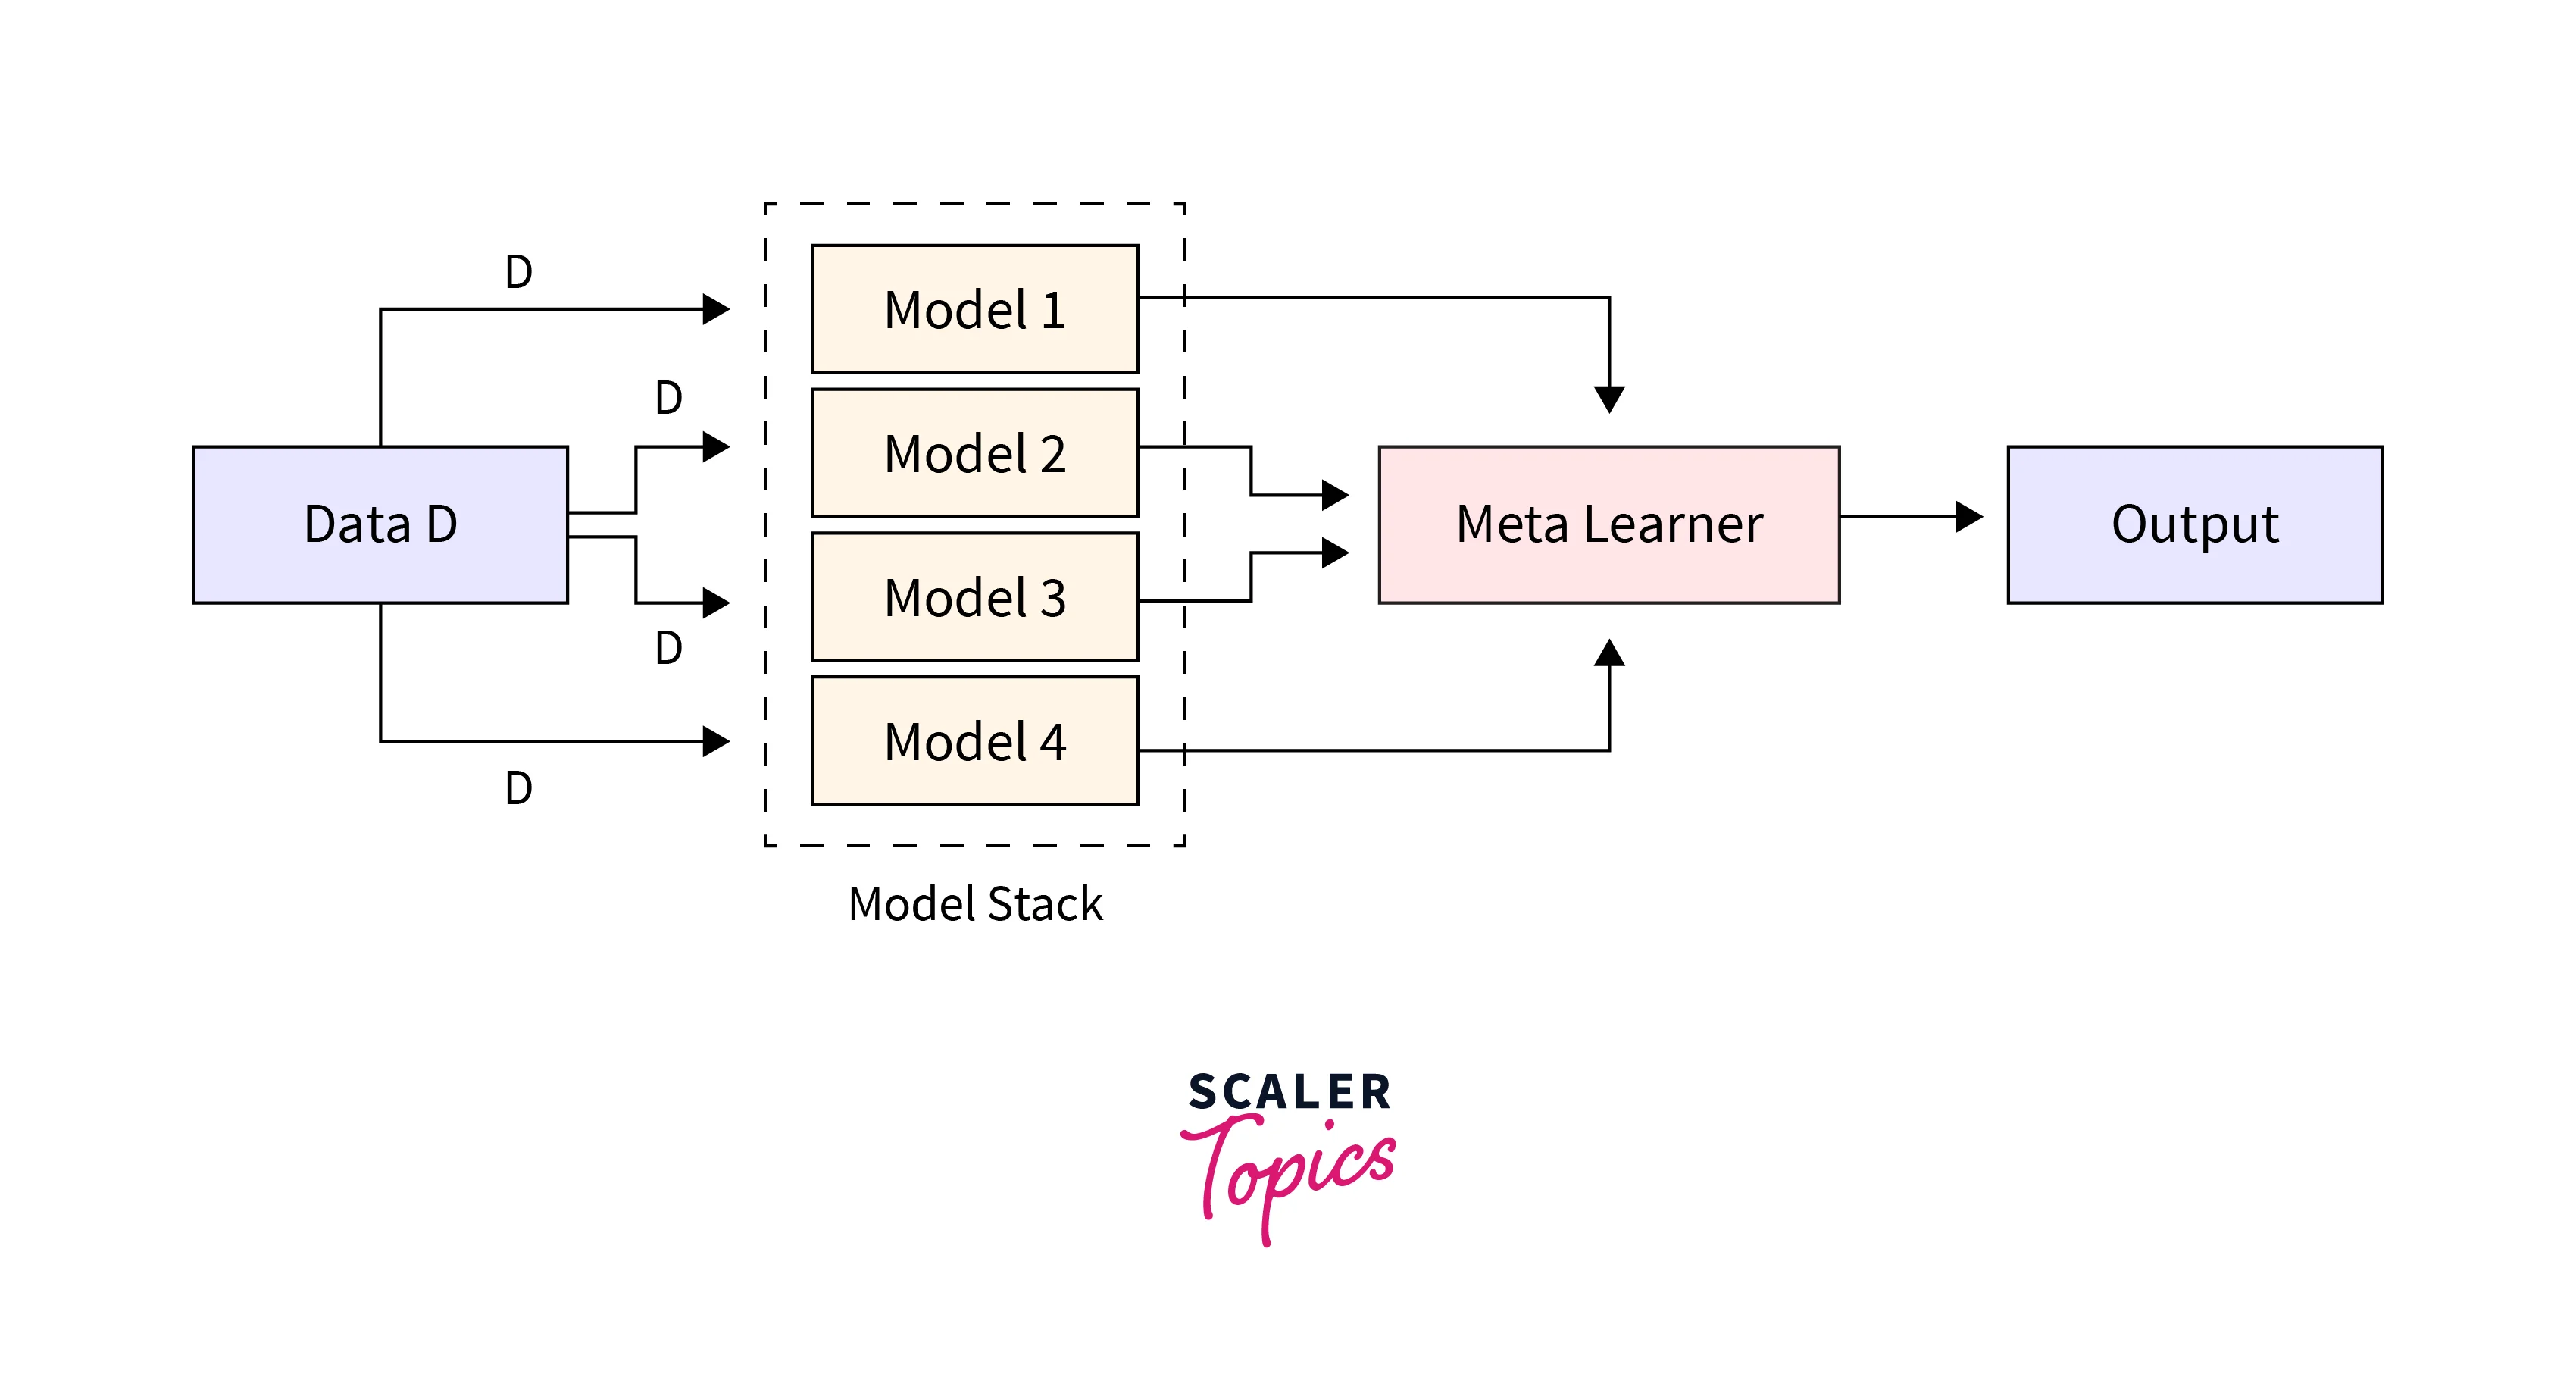 D
D
Data D
D
D
Model 1
Model 2
Model 3
Model 4
Model Stack
Meta Learner
Output
SCALER
Topics